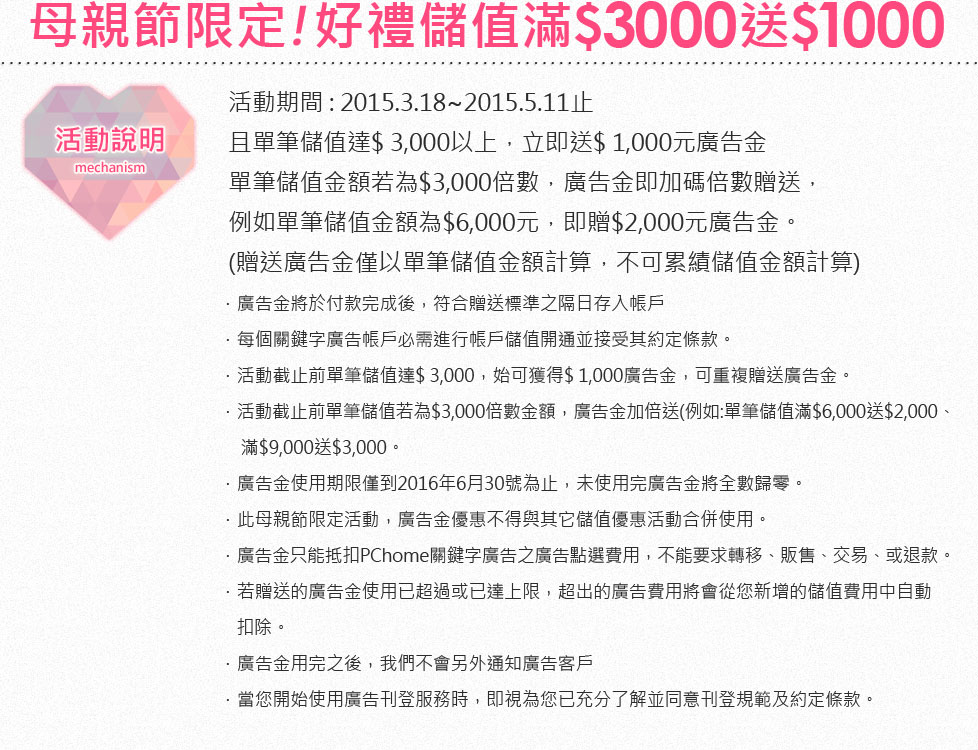 母親節限定!好禮儲值滿$3000送$1000
活動說明
mechanism
活動期間 : 2015.3.18~2015.5.11止
且單筆儲值達$ 3,000以上，立即送$ 1,000元廣告金
單筆儲值金額若為$3,000倍數，廣告金即加碼倍數贈送，
例如單筆儲值金額為$6,000元，即贈$2,000元廣告金。
(贈送廣告金僅以單筆儲值金額計算，不可累績儲值金額計算)
· 廣告金將於付款完成後，符合贈送標準之隔日存入帳戶
· 每個關鍵字廣告帳戶必需進行帳戶儲值開通並接受其約定條款。
· 活動截止前單筆儲值達$ 3,000，始可獲得$ 1,000廣告金，可重複贈送廣告金。
· 活動截止前單筆儲值若為$3,000倍數金額，廣告金加倍送(例如:單筆儲值滿$6,000送$2,000、
滿$9,000送$3,000。
· 廣告金使用期限僅到2016年6月30號為止，未使用完廣告金將全數歸零。
· 此母親節限定活動，廣告金優惠不得與其它儲值優惠活動合併使用。
· 廣告金只能抵扣PChome關鍵字廣告之廣告點選費用，不能要求轉移、販售、交易、或退款。
· 若贈送的廣告金使用已超過或已達上限，超出的廣告費用將會從您新增的儲值費用中自動
扣除。
· 廣告金用完之後，我們不會另外通知廣告客戶
· 當您開始使用廣告刊登服務時，即視為您已充分了解並同意刊登規範及約定條款。